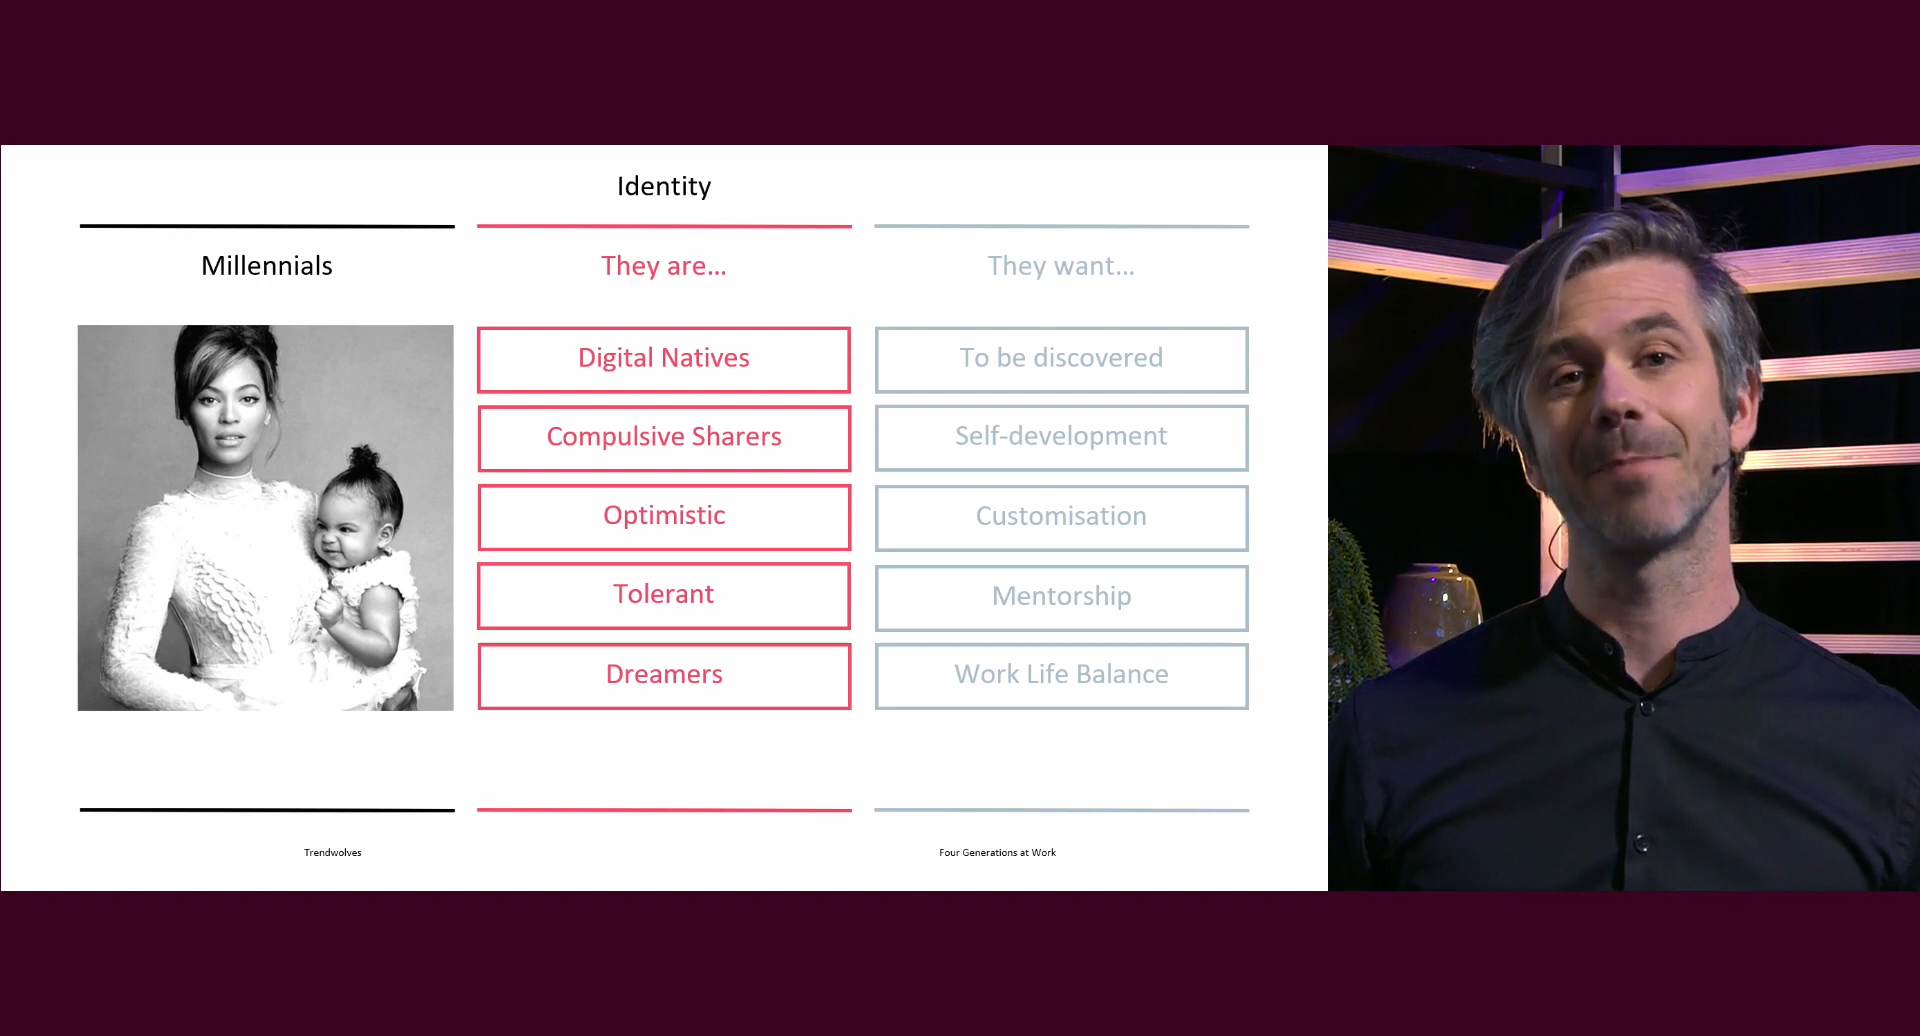 Identity
Millennials
They are...
They want...
Digital Natives
To be discovered
Compulsive Sharers
Self-development
Optimistic
Customisation
Tolerant
Mentorship
Dreamers
Work Life Balance
Trendwolves
Four Generations at Work